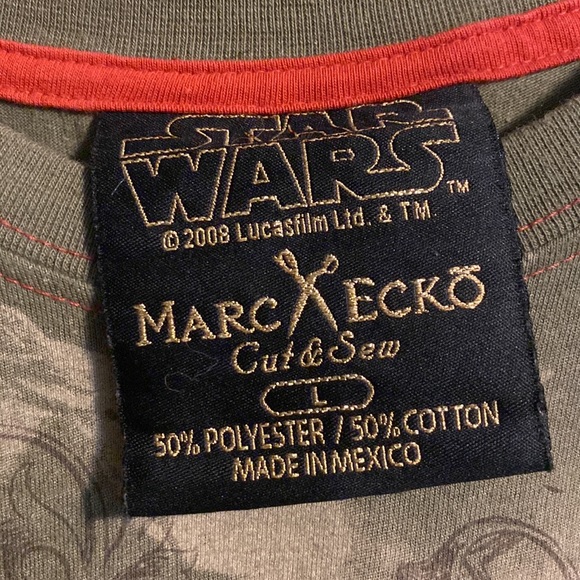 STAR
WARS ™
© 2008 Lucasfilm Ltd. & TM.
MARC ECKŌ
Cut & Sew
L
50% POLYESTER / 50% COTTON
MADE IN MEXICO